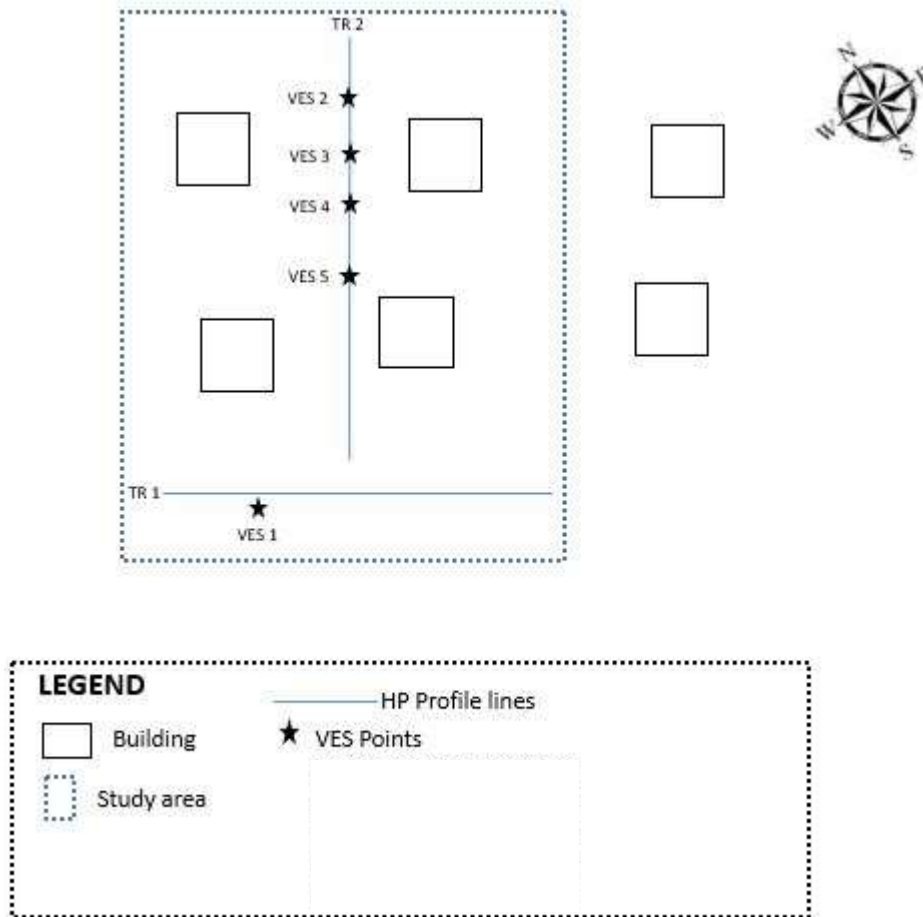 TR 2
N
VES 2
VES 3
W
S
VES 4
VES 5
TR 1
VES 1
LEGEND
HP Profile lines
Building
VES Points
Study area